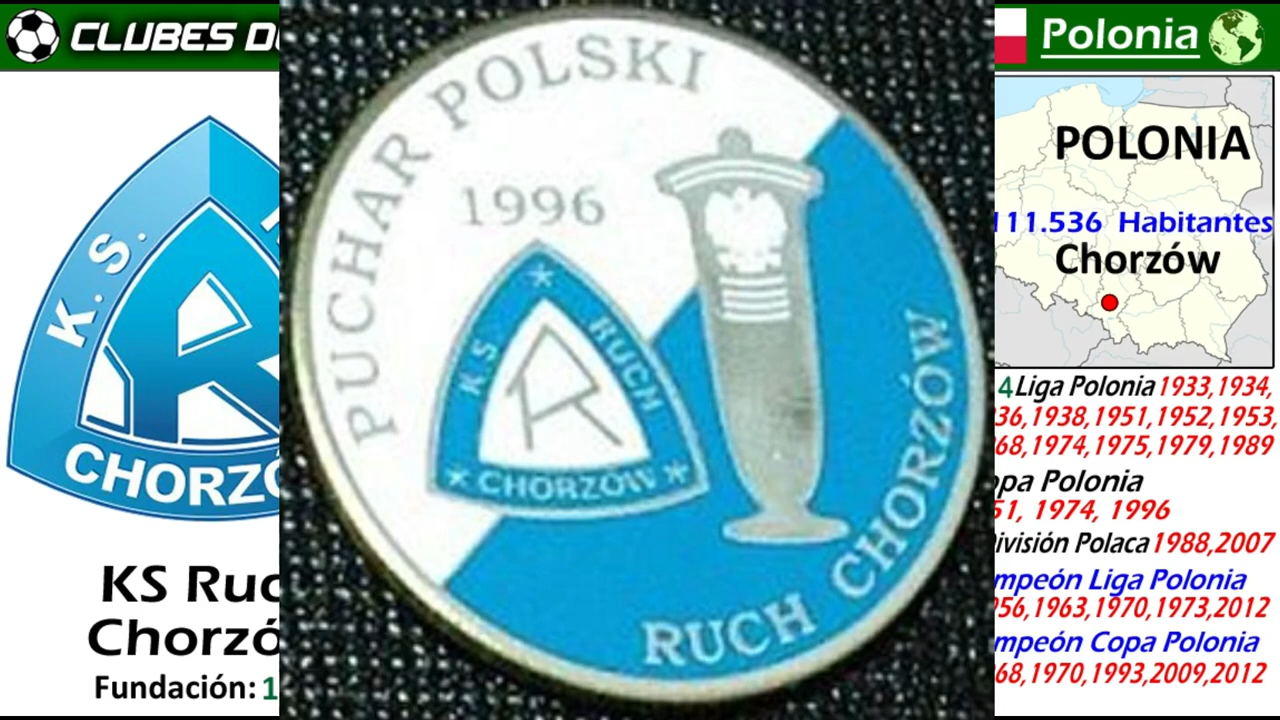 CLUBES
K.S.
CHORZÓ
KS Ruc
Chorzó
Fundación: 1
PUCHAR POLSKI
1996
KS RUCH
CHORZÓW
RUCH CHORZÓW
Polonia
POLONIA
111.536 Habitantes
Chorzów
4 Liga Polonia 1933,1934,
36,1938,1951,1952,1953,
68,1974,1975,1979,1989
opa Polonia
51, 1974, 1996
División Polaca 1988,2007
mpeón Liga Polonia
956,1963,1970,1973,2012
mpeón Copa Polonia
68,1970,1993,2009,2012